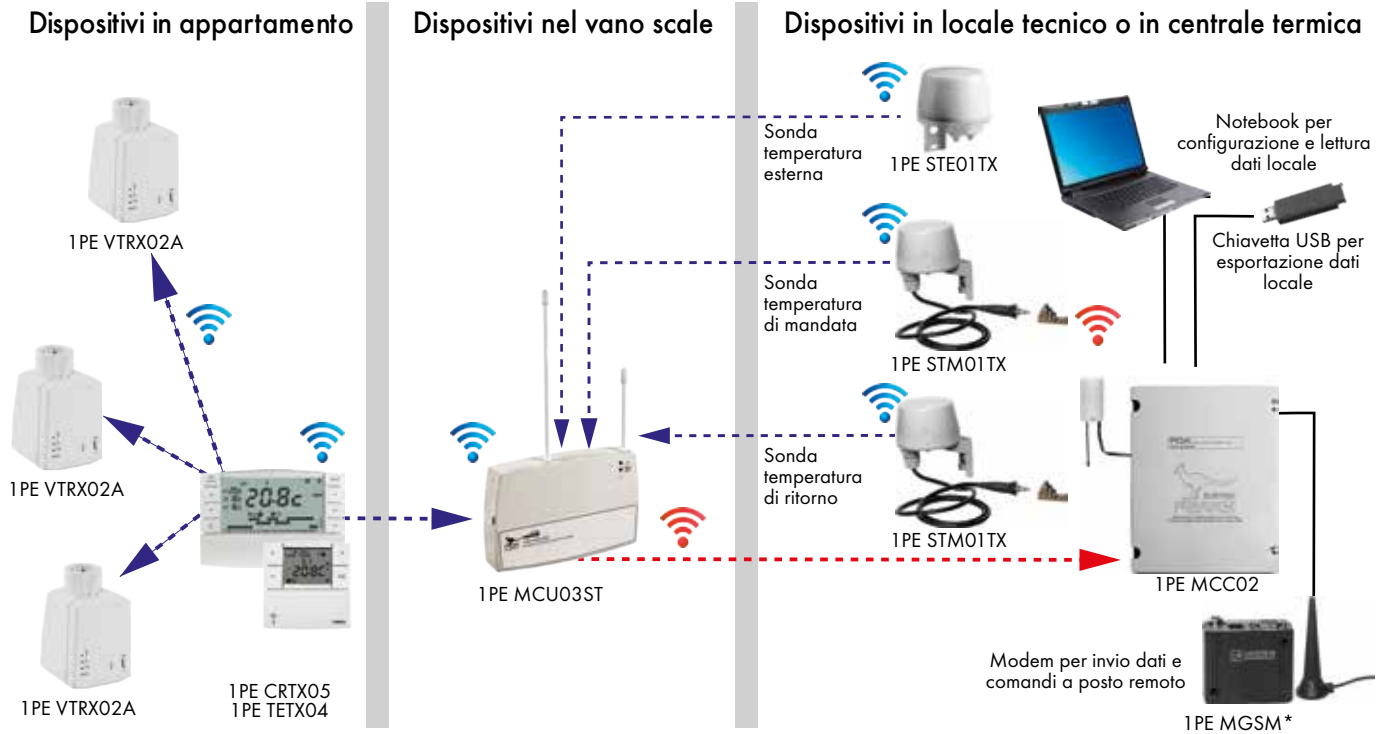 Dispositivi in appartamento
Dispositivi nel vano scale
Dispositivi in locale tecnico o in centrale termica
1PE VTRX02A
1PE VTRX02A
1PE VTRX02A
20.8c
20.8c
1PE CRTX05
1PE TETX04
1PE MCU03ST
Sonda
temperatura
esterna
1PE STE01TX
Sonda
temperatura
di mandata
1PE STM01TX
Sonda
temperatura
di ritorno
1PE STM01TX
Notebook per
configurazione e lettura
dati locale
Chiavetta USB per
esportazione dati
locale
1PE MCC02
Modem per invio dati e
comandi a posto remoto
1PE MGSM*